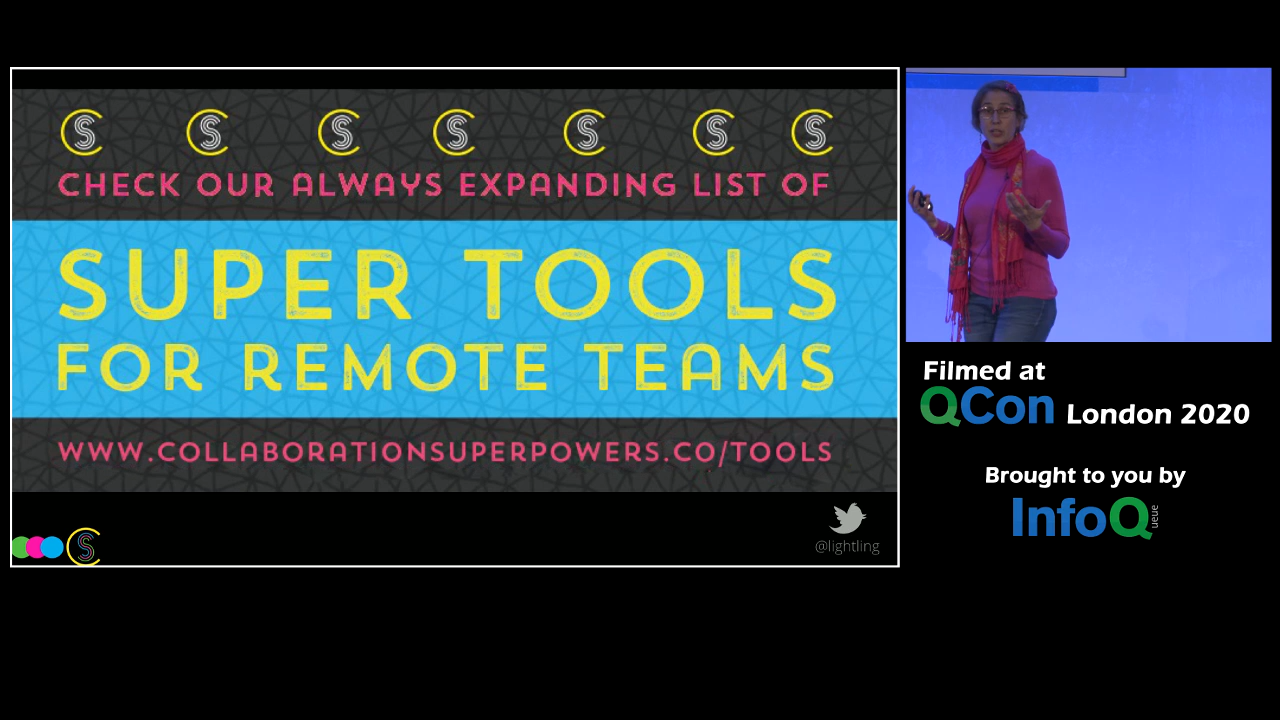 CHECK OUR ALWAYS EXPANDING LIST OF
SUPER TOOLS
FOR REMOTE TEAMS
WWW.COLLABORATIONSUPERPOWERS.CO/TOOLS
@lightling
Filmed at
QCon London 2020
Brought to you by
InfoQ
ueue